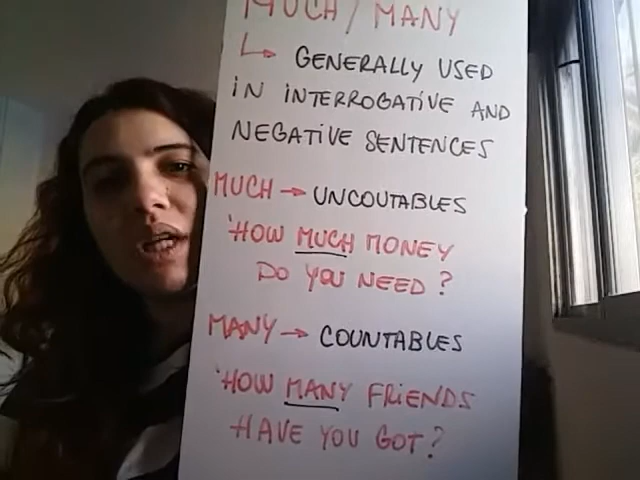 MUCH / MANY
↳ GENERALLY USED
IN INTERROGATIVE AND
NEGATIVE SENTENCES
MUCH → UNCOUTABLES
'HOW MUCH MONEY
DO YOU NEED?
MANY → COUNTABLES
'HOW MANY FRIENDS
HAVE YOU GOT?